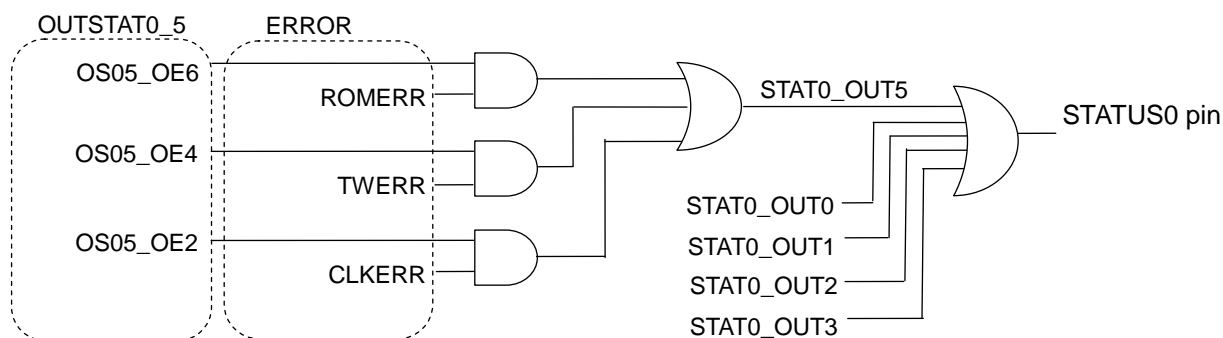 OUTSTAT0_5
ERROR
OS05_OE6
ROMERR
STAT0_OUT5
STATUS0 pin
OS05_OE4
TWERR
STAT0_OUT0
OS05_OE2
STAT0_OUT1
CLKERR
STAT0_OUT2
STAT0_OUT3